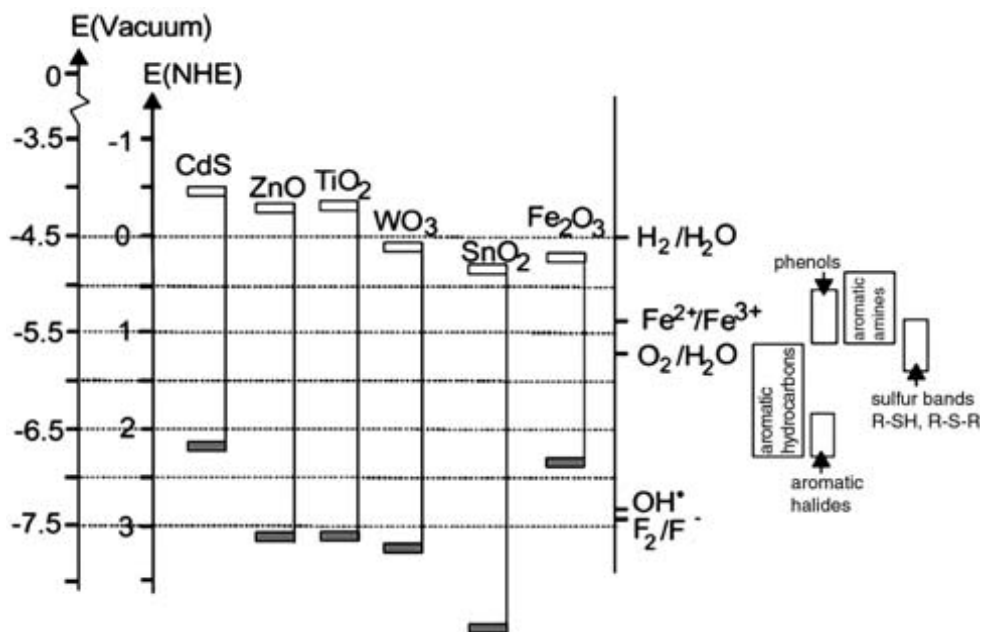 E(Vacuum)
0
E(NHE)
-3.5
-1
CdS
ZnO
TiO₂
WO₃
SnO₂
Fe₂O₃
-4.5
0
H₂/H₂O
phenols
aromatic
amines
Fe²⁺/Fe³⁺
-5.5
1
O₂/H₂O
aromatic
hydrocarbons
sulfur bands
R-SH, R-S-R
-6.5
2
aromatic
halides
OH•
-7.5
3
F₂/F⁻